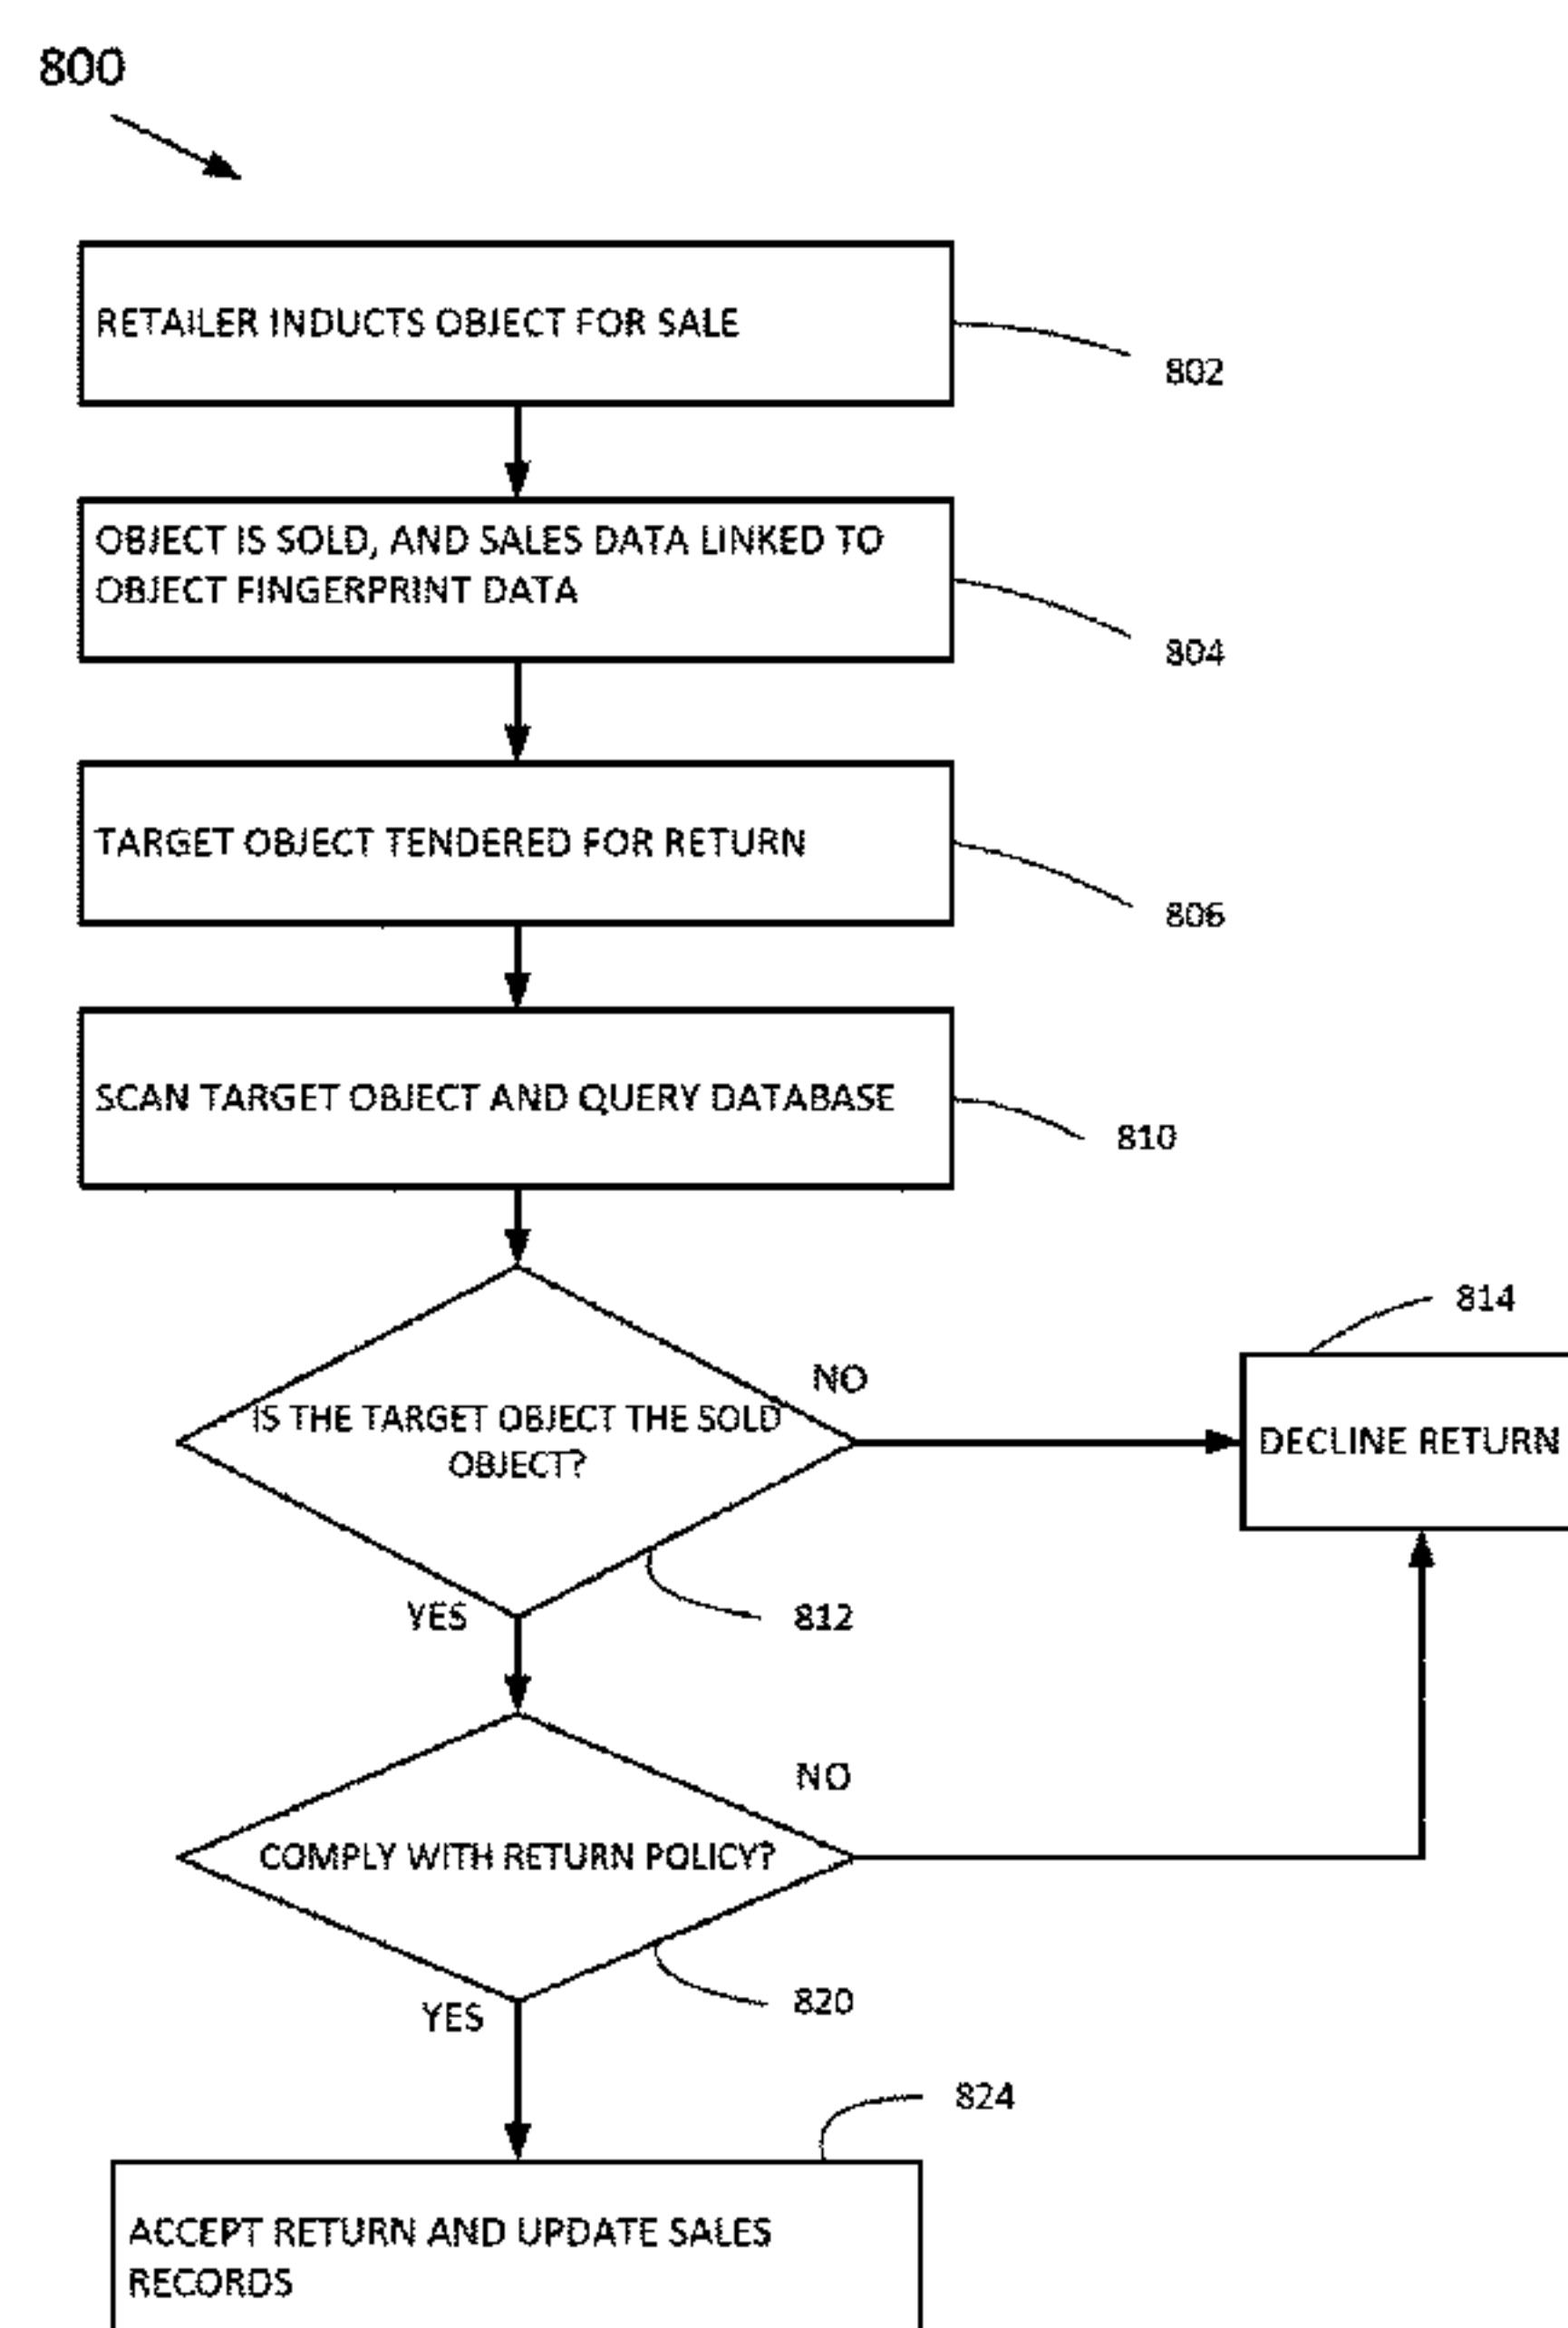 800
RETAILER INDUCTS OBJECT FOR SALE
802
OBJECT IS SOLD, AND SALES DATA LINKED TO
OBJECT FINGERPRINT DATA
804
TARGET OBJECT TENDERED FOR RETURN
806
SCAN TARGET OBJECT AND QUERY DATABASE
810
814
NO
IS THE TARGET OBJECT THE SOLD
OBJECT?
DECLINE RETURN
YES
812
NO
COMPLY WITH RETURN POLICY?
820
YES
824
ACCEPT RETURN AND UPDATE SALES
RECORDS